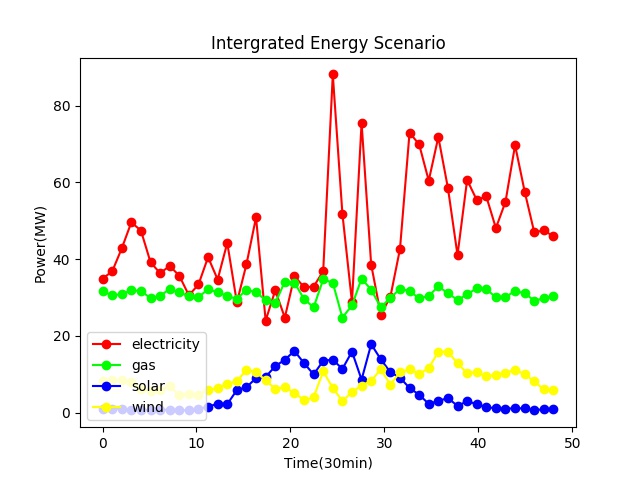 Intergrated Energy Scenario
Power(MW)
80
60
40
20
0
electricity
gas
solar
wind
0 10 20 30 40 50
Time(30min)